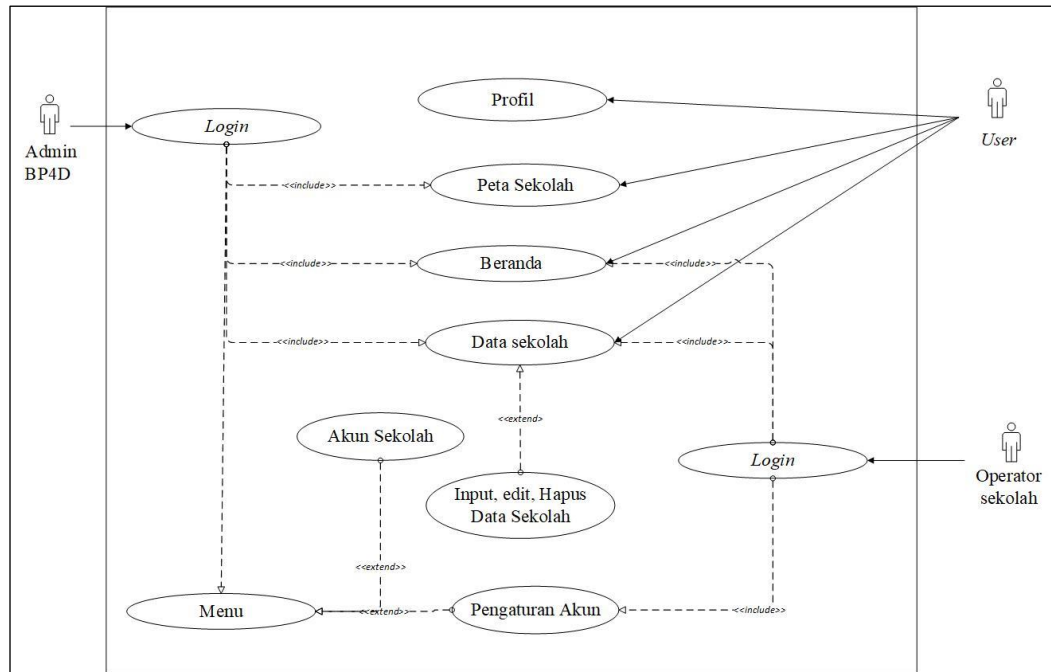 Profil
User
Login
Admin
BP4D
<<include>>
Peta Sekolah
<<include>>
Beranda
<<include>>
<<include>>
Data sekolah
<<include>>
<<extend>
Akun Sekolah
Login
Operator
sekolah
Input, edit, Hapus
Data Sekolah
<<extend>>
Menu
<<extend>>
Pengaturan Akun
<<include>>